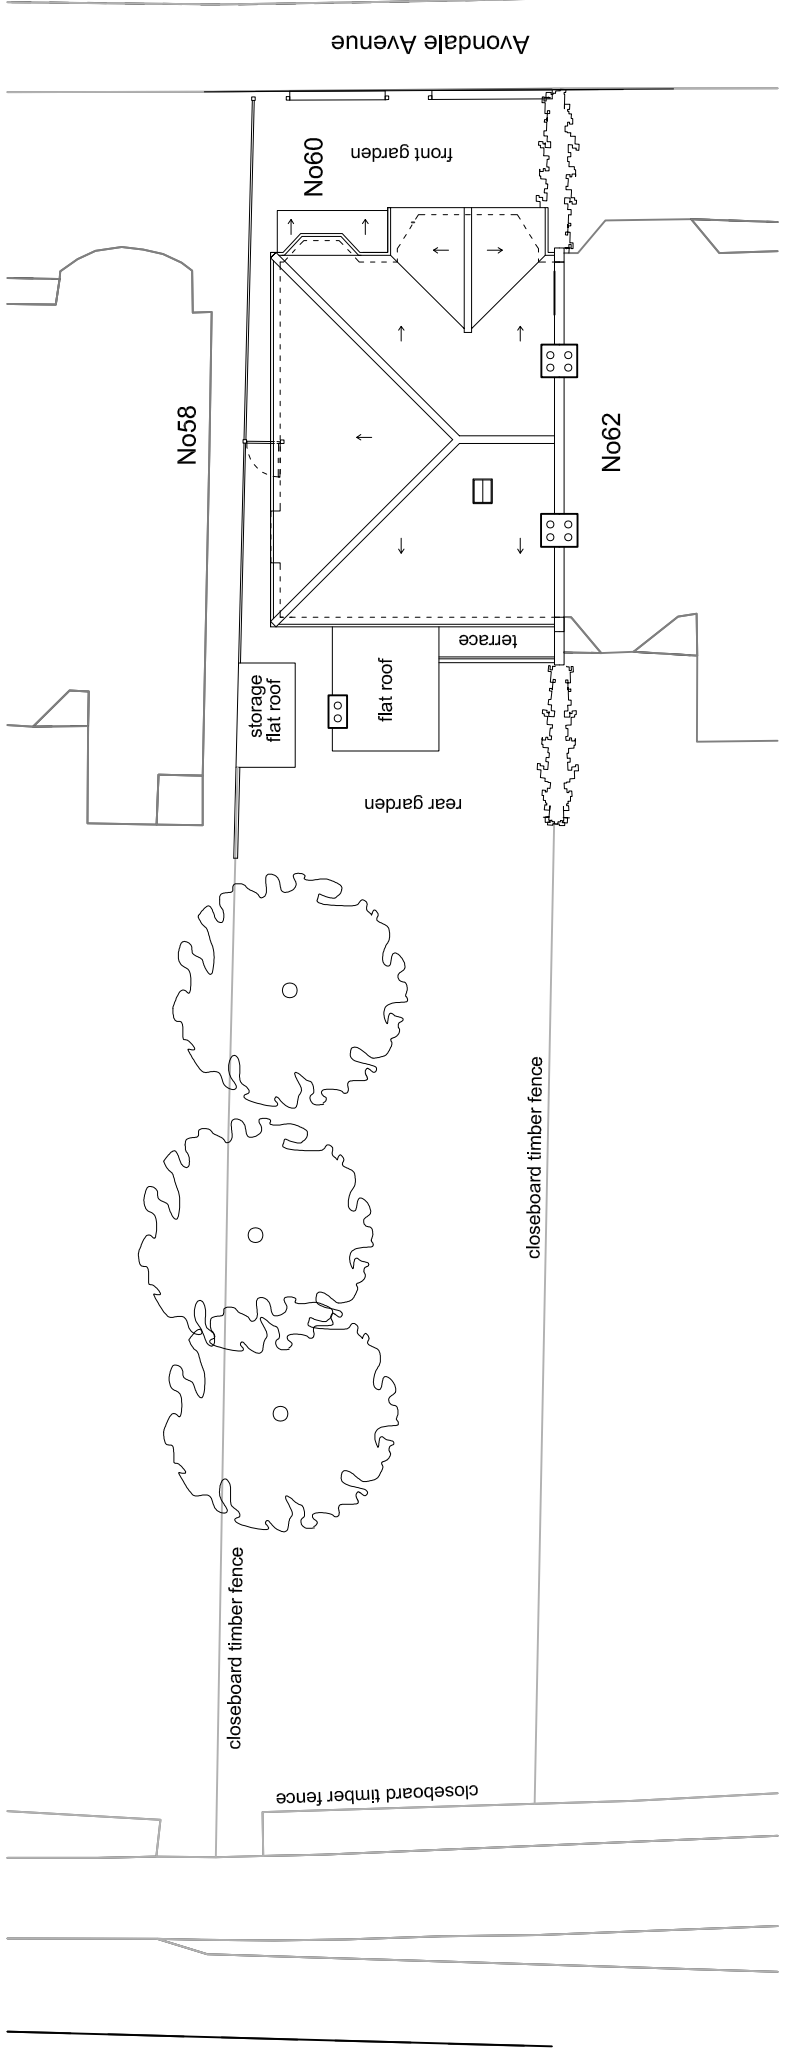 Avondale Avenue
No60
front garden
No58
No62
terrace
storage
flat roof
flat roof
rear garden
closeboard timber fence
closeboard timber fence
closeboard timber fence